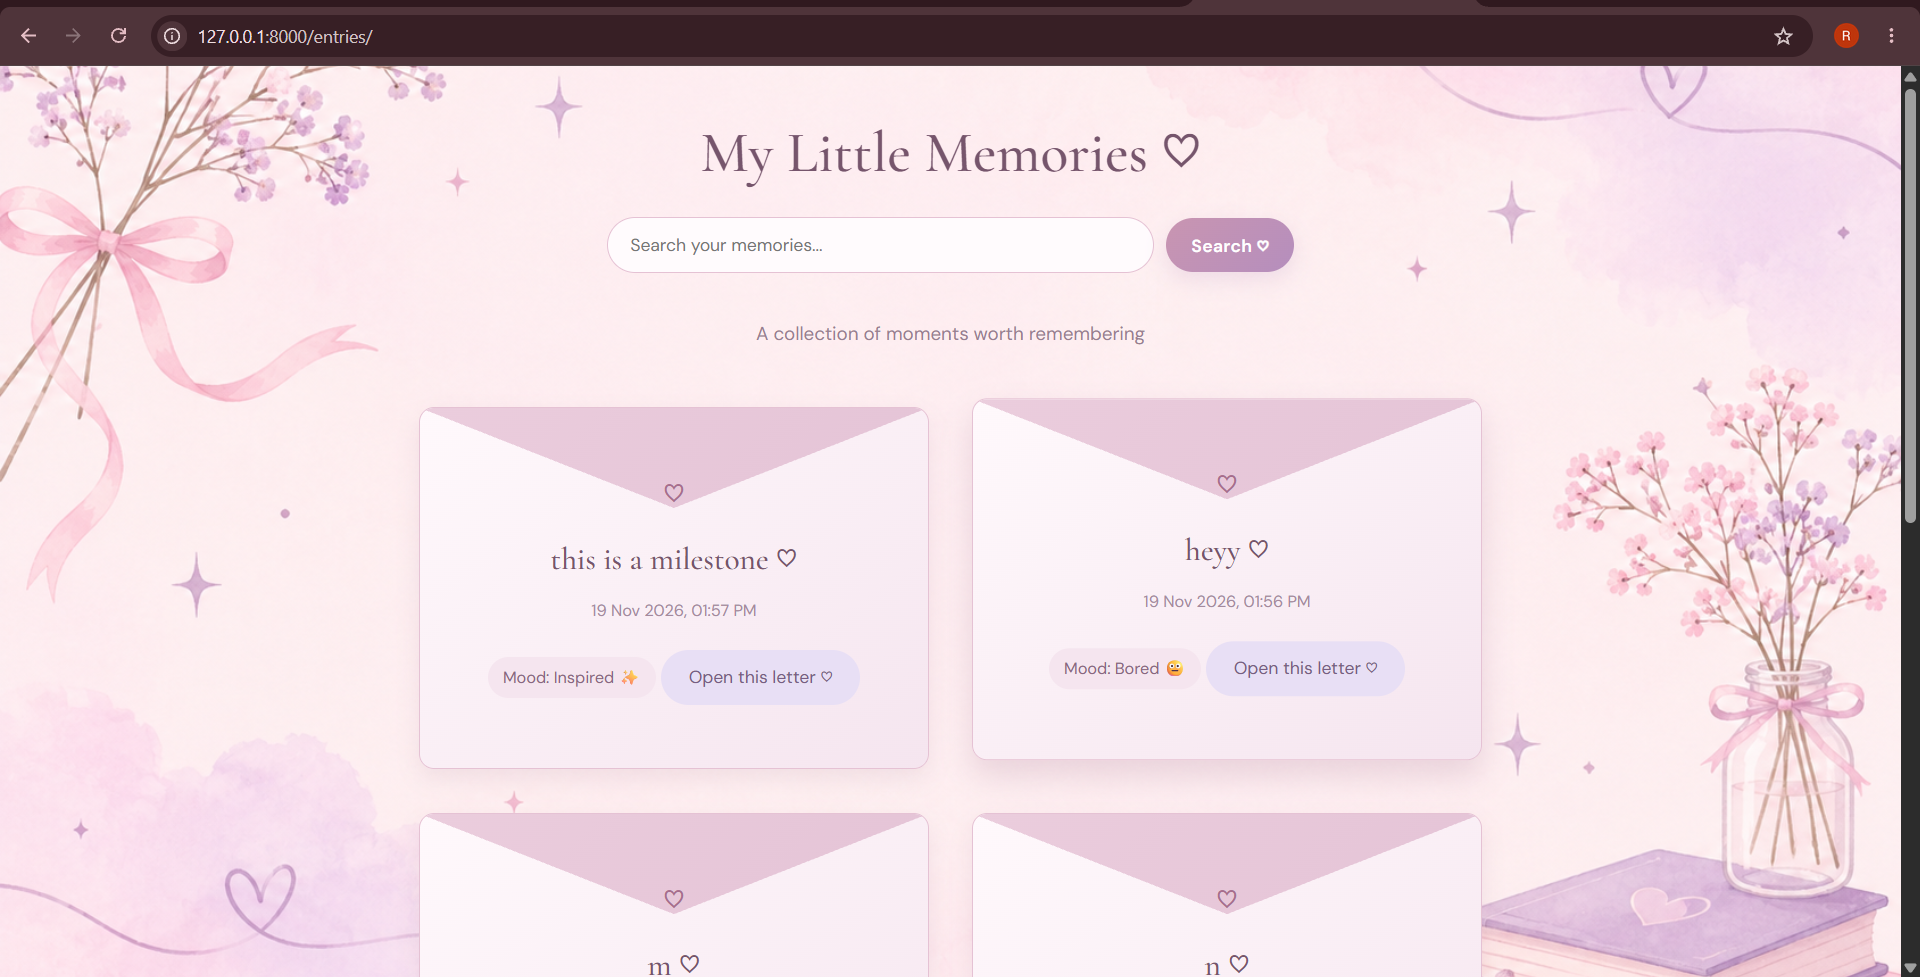 127.0.0.1:8000/entries/
R
My Little Memories ♡
Search your memories...
Search ♡
A collection of moments worth remembering
♡
this is a milestone ♡
19 Nov 2026, 01:57 PM
Mood: Inspired ✨
Open this letter ♡
♡
heyy ♡
19 Nov 2026, 01:56 PM
Mood: Bored 😐
Open this letter ♡
♡
m ♡
♡
n ♡